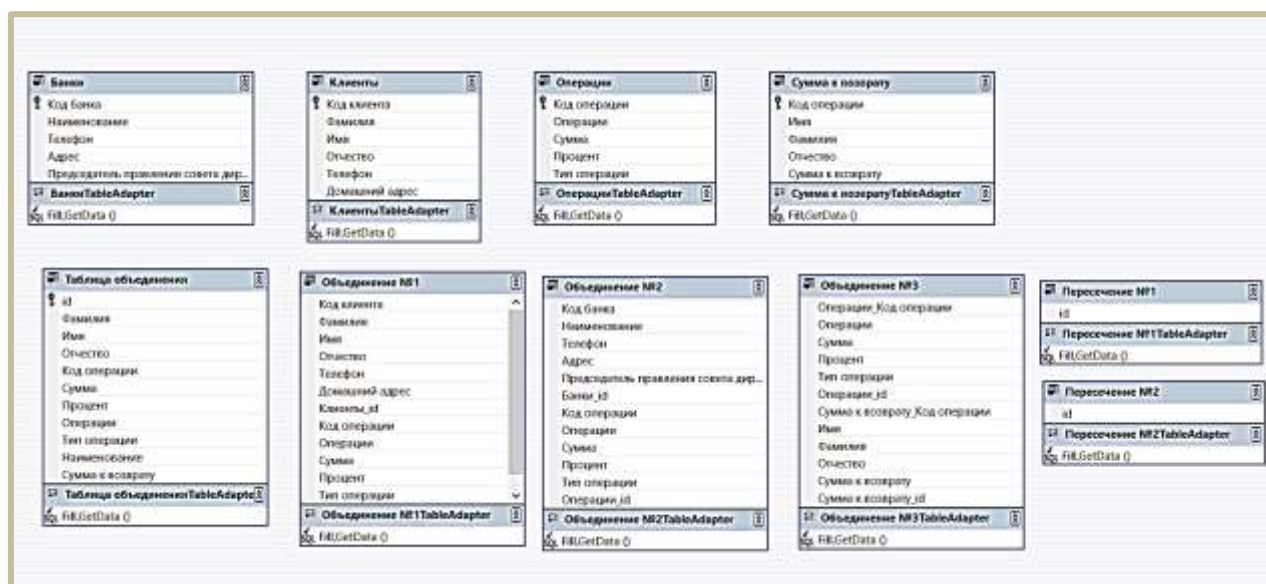 Банки
Код банка
Наименование
Телефон
Адрес
Председатель правления совета дир...
БанкиTableAdapter
Fill,GetData ()
Клиенты
Код клиента
Фамилия
Имя
Отчество
Телефон
Домашний адрес
КлиентыTableAdapter
Fill,GetData ()
Операции
Код операции
Операции
Сумма
Процент
Тип операции
ОперацииTableAdapter
Fill,GetData ()
Сумма к возврату
Код операции
Имя
Фамилия
Отчество
Сумма к возврату
Сумма к возвратуTableAdapter
Fill,GetData ()
Таблица объединения
id
Фамилия
Имя
Отчество
Код операции
Сумма
Процент
Операции
Тип операции
Наименование
Сумма к возврату
Таблица объединенияTableAdapte
Fill,GetData ()
Объединение №1
Код клиента
Фамилия
Имя
Отчество
Телефон
Домашний адрес
Клиенты_id
Код операции
Операции
Сумма
Процент
Тип операции
Объединение №1TableAdapter
Fill,GetData ()
Объединение №2
Код банка
Наименование
Телефон
Адрес
Председатель правления совета дир...
Банки_id
Код операции
Операции
Сумма
Процент
Тип операции
Операции_id
Объединение №2TableAdapter
Fill,GetData ()
Объединение №3
Операции_Код операции
Операции
Сумма
Процент
Тип операции
Операции_id
Сумма к возврату_Код операции
Имя
Фамилия
Отчество
Сумма к возврату
Сумма к возврату_id
Объединение №3TableAdapter
Fill,GetData ()
Пересечение №1
id
Пересечение №1TableAdapter
Fill,GetData ()
Пересечение №2
id
Пересечение №2TableAdapter
Fill,GetData ()